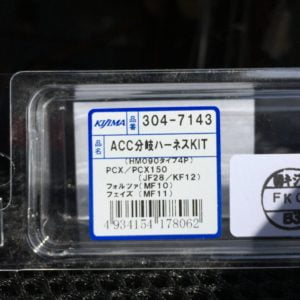 KIJIMA
品番 304-7143
品名 ACC分岐ハーネスKIT
(HM090タイプ4P)
PCX/PCX150
(JF28/KF12)
フォルツァ(MF10)
フェイズ(MF11)
4934154178062